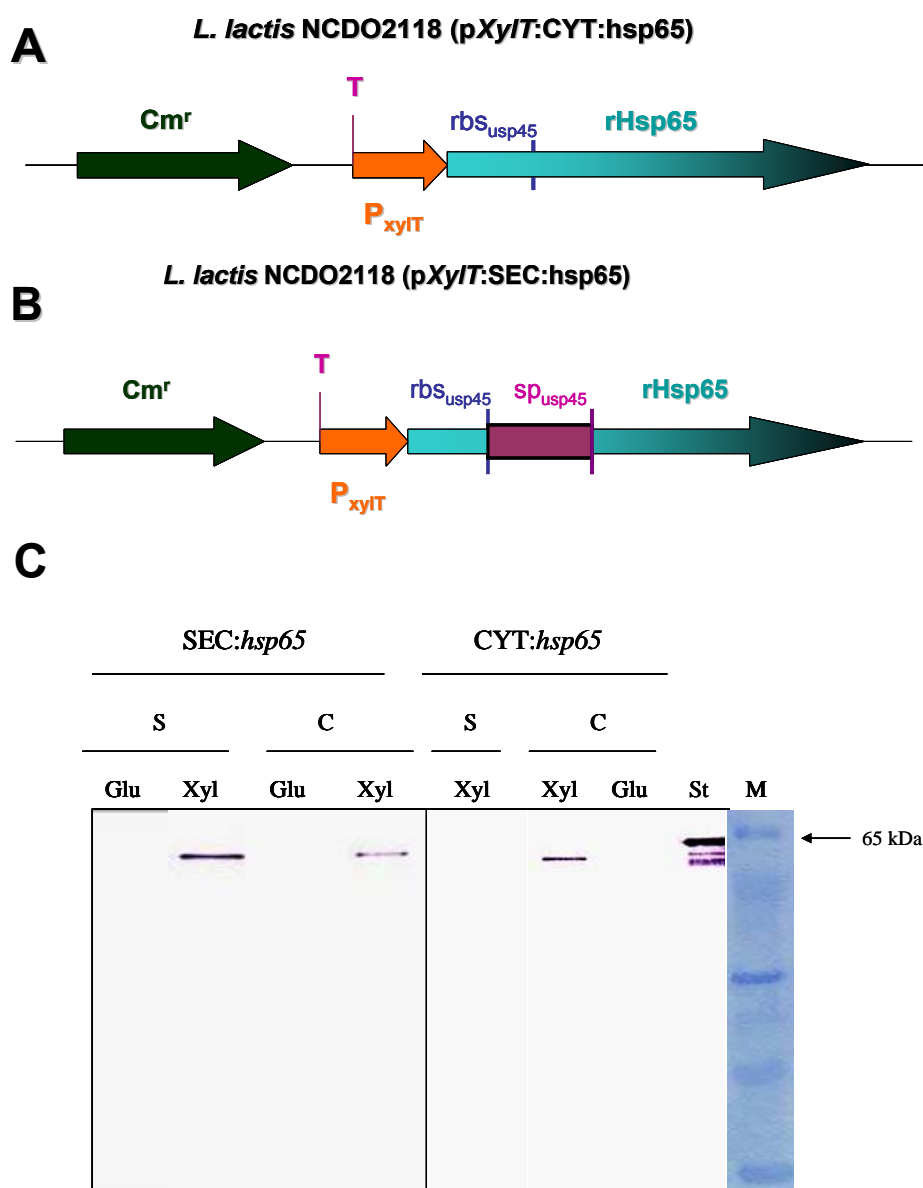 A
L. lactis NCDO2118 (pXylT:CYT:hsp65)
T
Cmr
rbsusp45
rHsp65
PxylT
B
L. lactis NCDO2118 (pXylT:SEC:hsp65)
T
Cmr
rbsusp45
spusp45
rHsp65
PxylT
C
SEC:hsp65 CYT:hsp65
S C S C
Glu Xyl Glu Xyl Xyl Xyl Glu St M
65 kDa